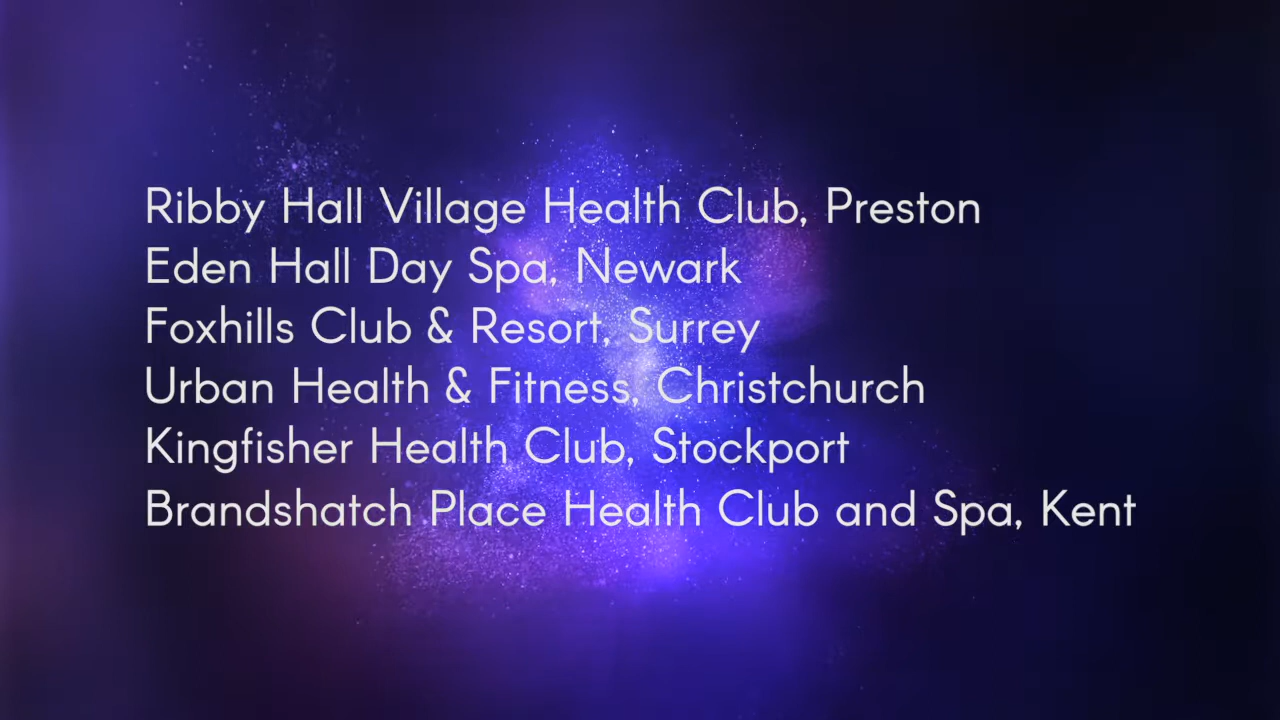 Ribby Hall Village Health Club, Preston
Eden Hall Day Spa, Newark
Foxhills Club & Resort, Surrey
Urban Health & Fitness, Christchurch
Kingfisher Health Club, Stockport
Brandshatch Place Health Club and Spa, Kent